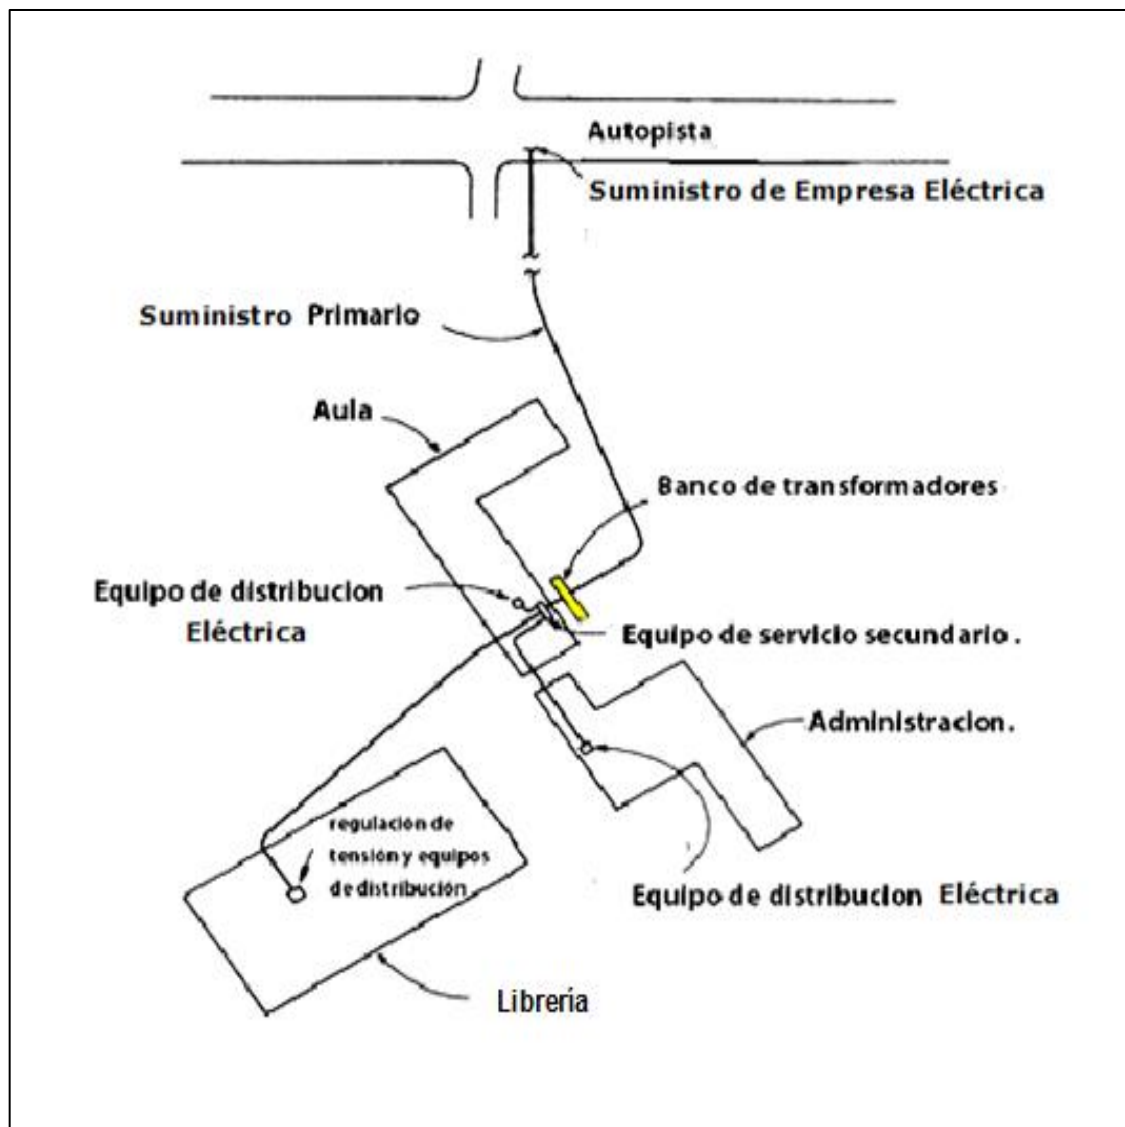 Autopista
Suministro de Empresa Eléctrica
Suministro Primario
Aula
Banco de transformadores
Equipo de distribucion
Eléctrica
Equipo de servicio secundario.
Administracion.
regulación de
tensión y equipos
de distribución
Equipo de distribucion Eléctrica
Librería